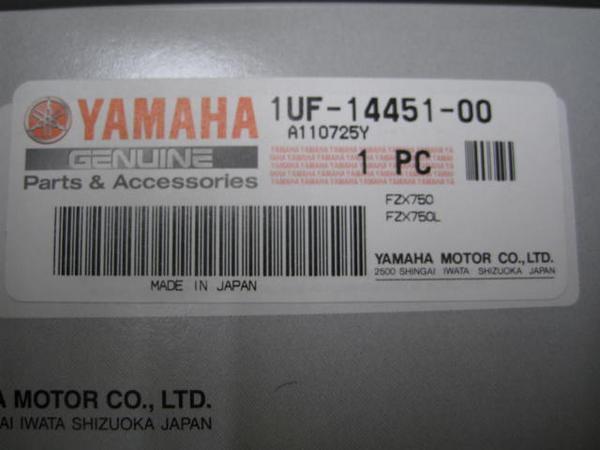 YAMAHA
GENUINE
Parts & Accessories
1UF-14451-00
A110725Y
1 PC
FZX750
FZX750L
YAMAHA MOTOR CO., LTD.
2500 SHINGAI IWATA SHIZUOKA JAPAN
MADE IN JAPAN
A MOTOR CO., LTD.
GAI IWATA SHIZUOKA JAPAN